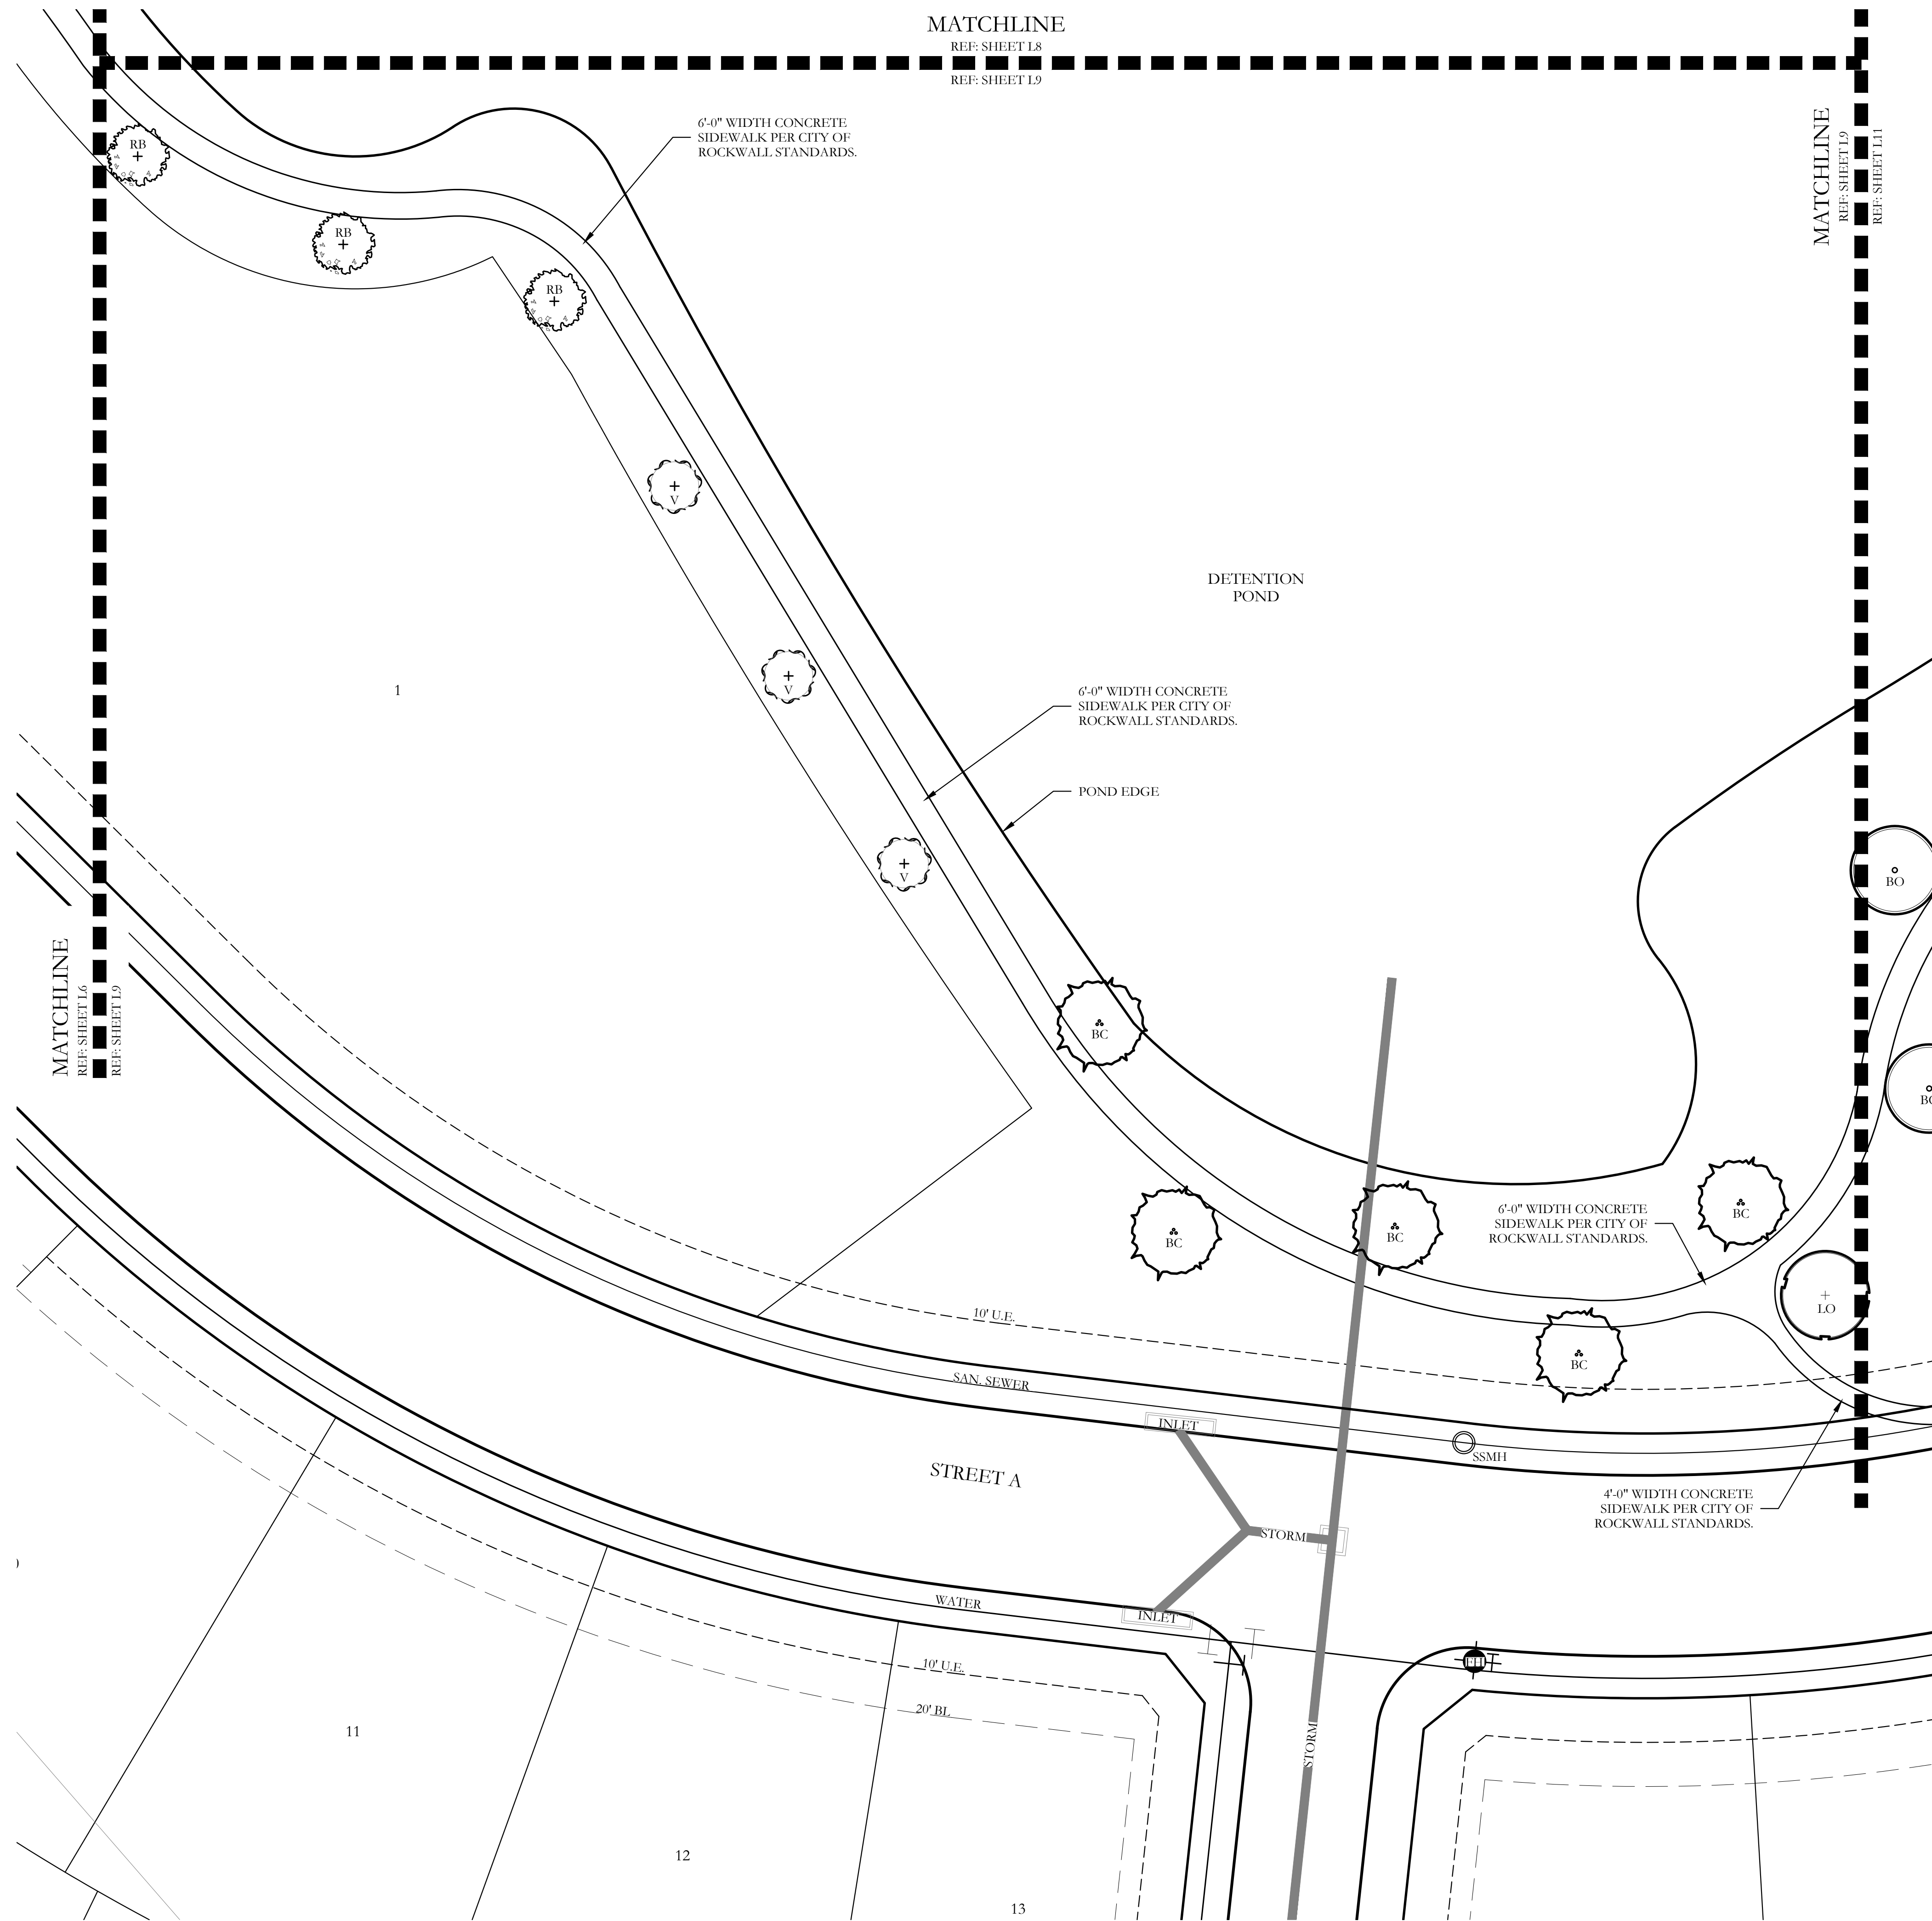 MATCHLINE
REF: SHEET L8
REF: SHEET L9
6'-0" WIDTH CONCRETE
SIDEWALK PER CITY OF
ROCKWALL STANDARDS.
MATCHLINE
REF: SHEET L9
REF: SHEET L11
RB
RB
RB
V
DETENTION
POND
1
V
6'-0" WIDTH CONCRETE
SIDEWALK PER CITY OF
ROCKWALL STANDARDS.
POND EDGE
V
BO
MATCHLINE
REF: SHEET L6
REF: SHEET L9
BC
BC
BC
BC
6'-0" WIDTH CONCRETE
SIDEWALK PER CITY OF
ROCKWALL STANDARDS.
LO
10' U.E.
BC
SAN. SEWER
INLET
SSMH
STREET A
4'-0" WIDTH CONCRETE
SIDEWALK PER CITY OF
ROCKWALL STANDARDS.
STORM
WATER
INLET
10' U.E.
FH
20' BL
STORM
11
12
13